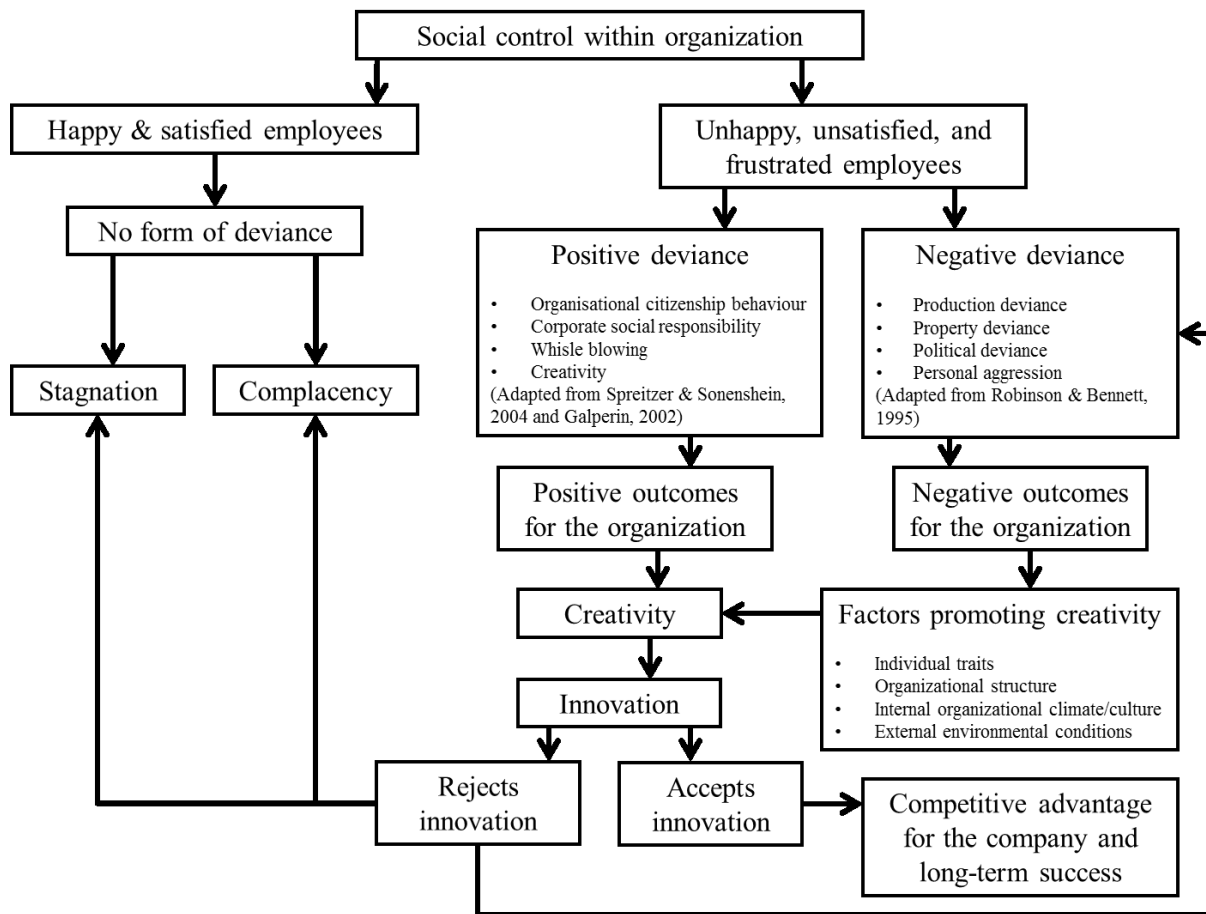 Social control within organization
Happy & satisfied employees
Unhappy, unsatisfied, and
frustrated employees
No form of deviance
Stagnation
Complacency
Positive deviance
• Organisational citizenship behaviour
• Corporate social responsibility
• Whisle blowing
• Creativity
(Adapted from Spreitzer & Sonenshein,
2004 and Galperin, 2002)
Negative deviance
• Production deviance
• Property deviance
• Political deviance
• Personal aggression
(Adapted from Robinson & Bennett,
1995)
Positive outcomes
for the organization
Negative outcomes
for the organization
Creativity
Factors promoting creativity
• Individual traits
• Organizational structure
• Internal organizational climate/culture
• External environmental conditions
Innovation
Rejects
innovation
Accepts
innovation
Competitive advantage
for the company and
long-term success